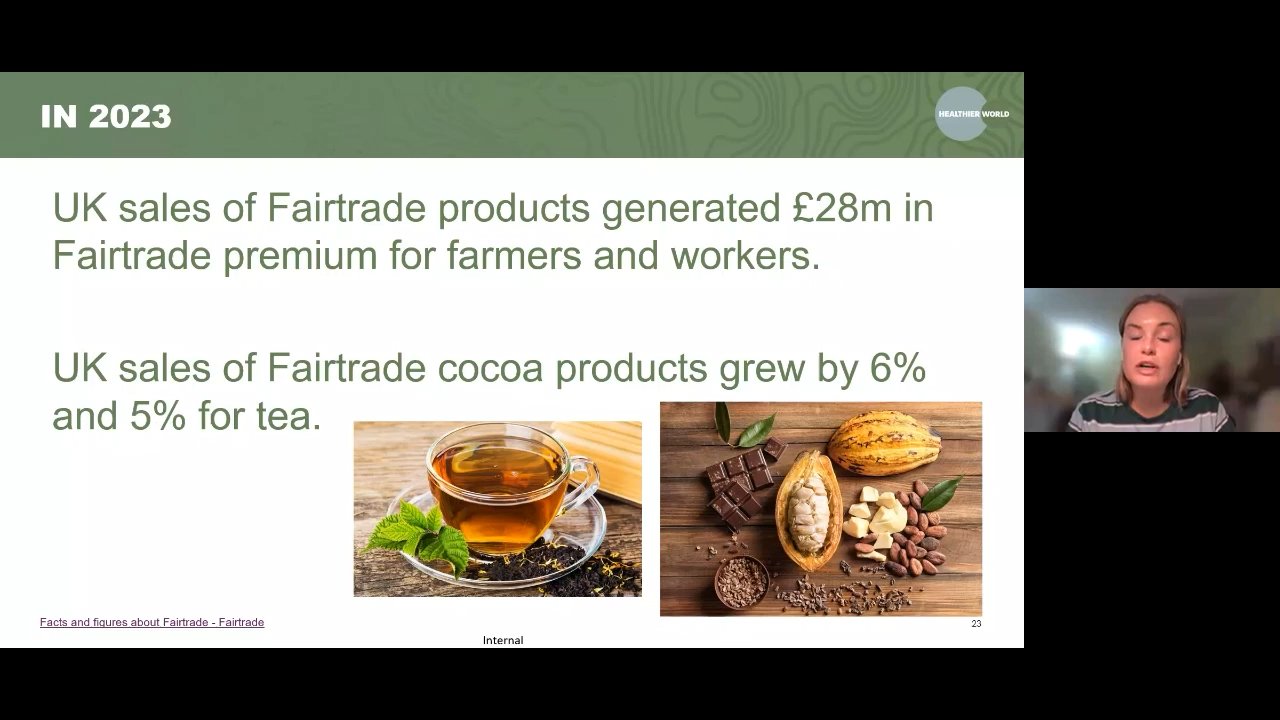 IN 2023
HEALTHIER WORLD
UK sales of Fairtrade products generated £28m in
Fairtrade premium for farmers and workers.
UK sales of Fairtrade cocoa products grew by 6%
and 5% for tea.
Facts and figures about Fairtrade - Fairtrade
23
Internal